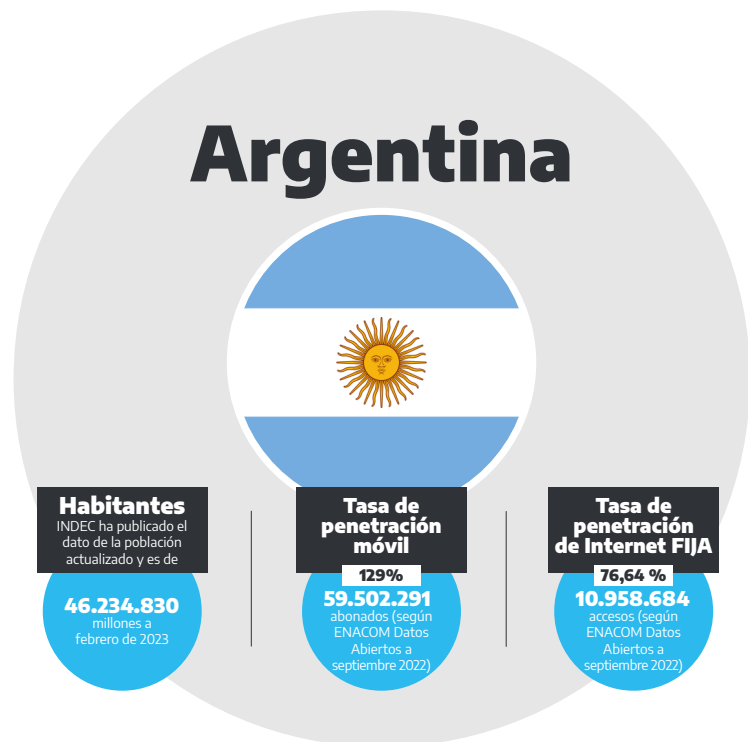 Argentina
Habitantes
INDEC ha publicado el
dato de la población
actualizado y es de
46.234.830
millones a
febrero de 2023
Tasa de
penetración
móvil
129%
59.502.291
abonados (según
ENACOM Datos
Abiertos a
septiembre 2022)
Tasa de
penetración
de Internet FIJA
76,64 %
10.958.684
accesos (según
ENACOM Datos
Abiertos a
septiembre 2022)